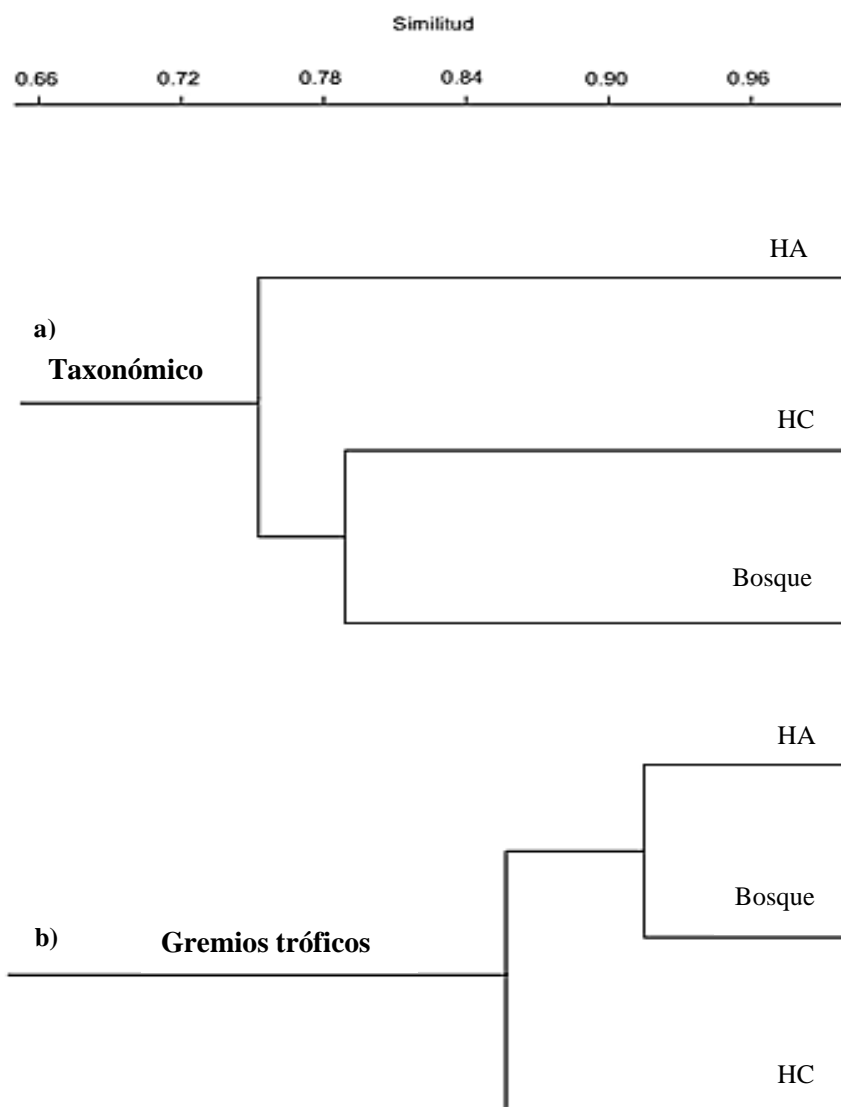 Similitud
0.66 0.72 0.78 0.84 0.90 0.96
HA
a)
Taxonómico
HC
Bosque
HA
Bosque
b) Gremios tróficos
HC